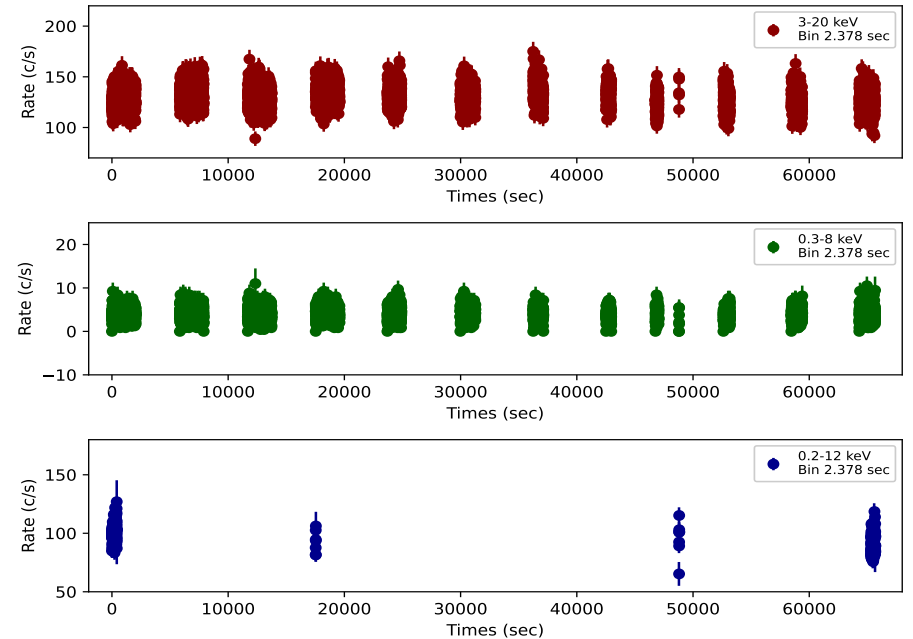 200
150
100
Rate (c/s)
3-20 keV
Bin 2.378 sec
0 10000 20000 30000 40000 50000 60000
Times (sec)
20
10
0
−10
Rate (c/s)
0.3-8 keV
Bin 2.378 sec
0 10000 20000 30000 40000 50000 60000
Times (sec)
150
100
50
Rate (c/s)
0.2-12 keV
Bin 2.378 sec
0 10000 20000 30000 40000 50000 60000
Times (sec)